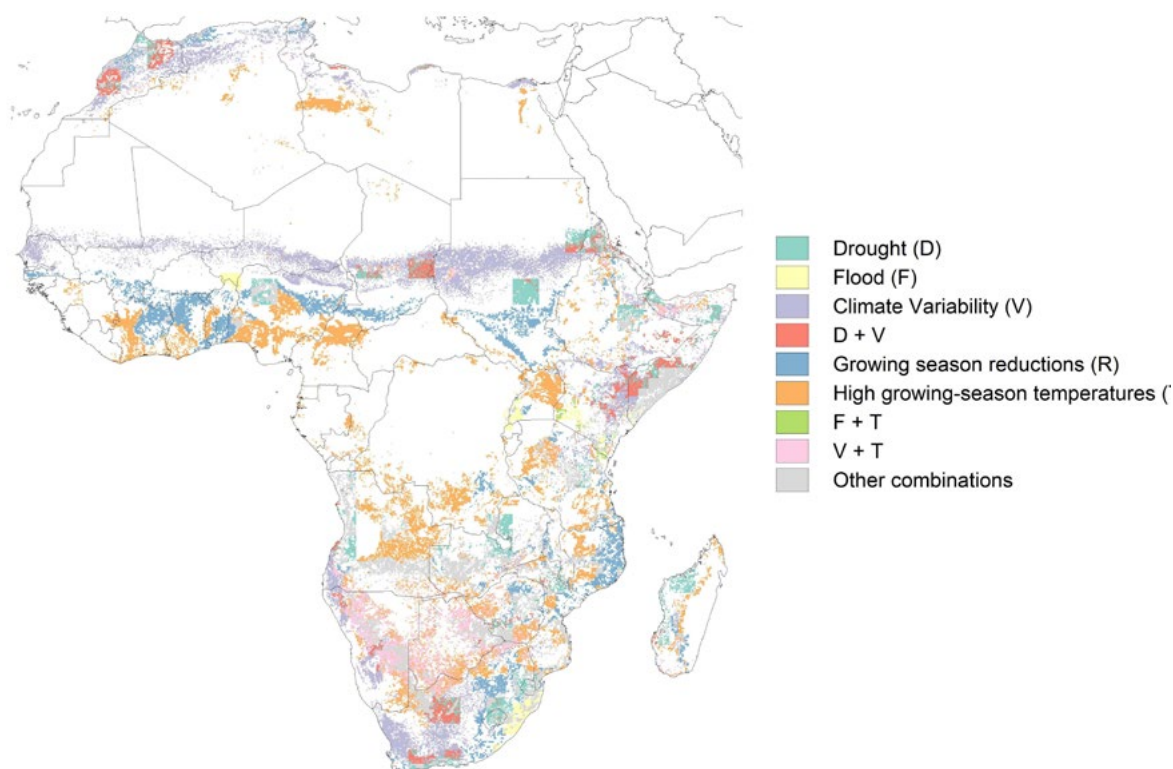 Drought (D)
Flood (F)
Climate Variability (V)
D + V
Growing season reductions (R)
High growing-season temperatures (T
F + T
V + T
Other combinations